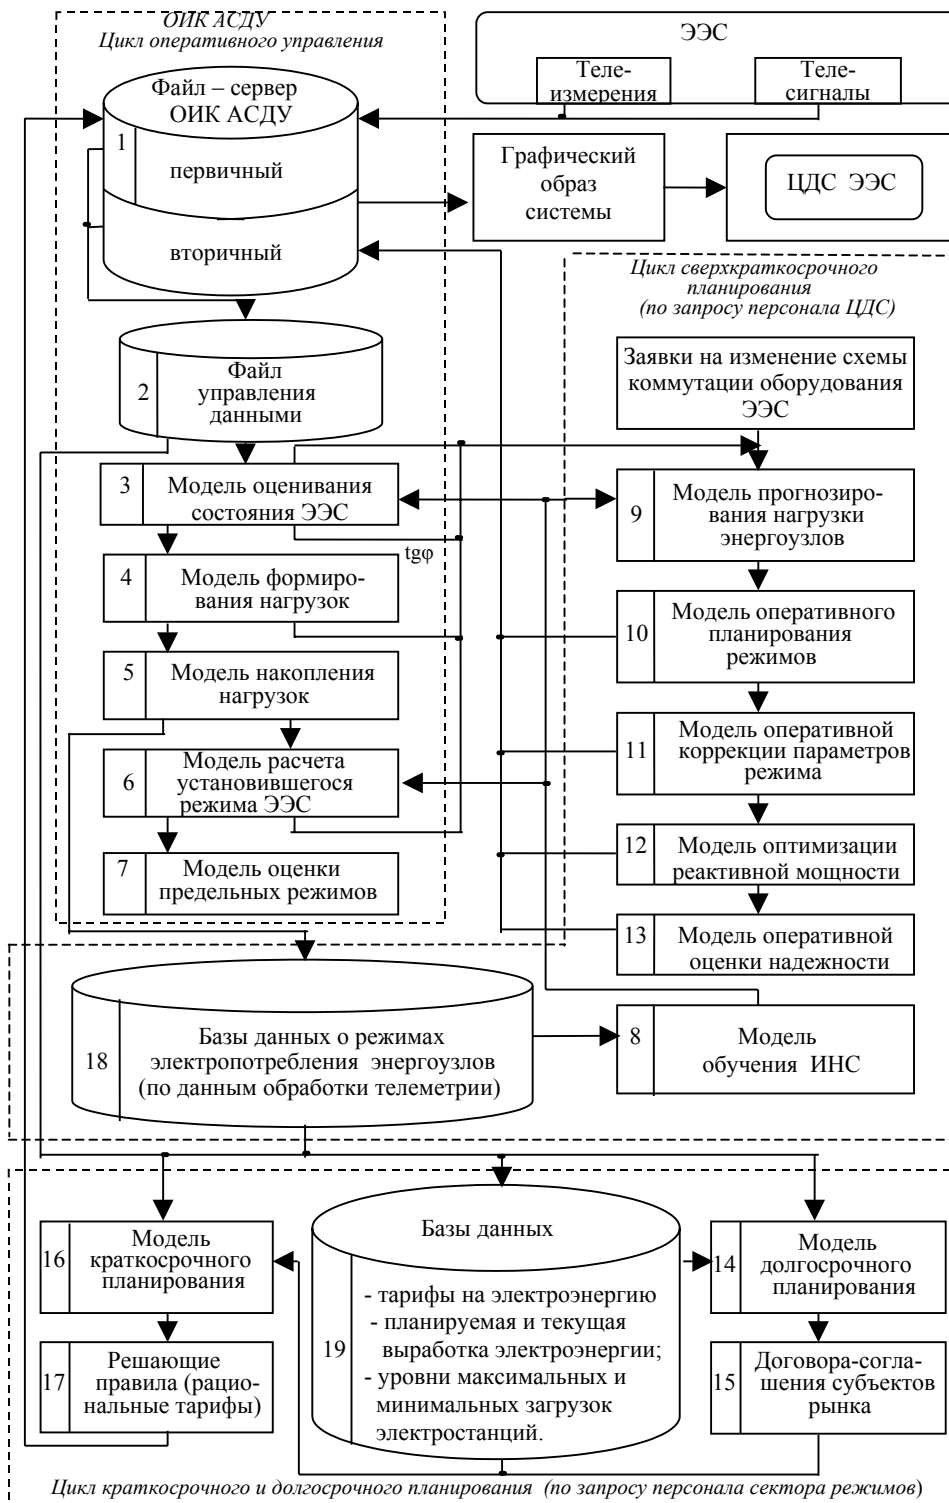 ОИК АСДУ
Цикл оперативного управления
ЭЭС
Теле-
измерения
Теле-
сигналы
Файл – сервер
ОИК АСДУ
1
первичный
вторичный
Графический
образ
системы
ЦДС ЭЭС
Цикл сверхкраткосрочного
планирования
(по запросу персонала ЦДС)
2
Файл
управления
данными
Заявки на изменение схемы
коммутации оборудования
ЭЭС
3
Модель оценивания
состояния ЭЭС
tgφ
4
Модель формиро-
вания нагрузок
5
Модель накопления
нагрузок
6
Модель расчета
установившегося
режима ЭЭС
7
Модель оценки
предельных режимов
9
Модель прогнозиро-
вания нагрузки
энергоузлов
10
Модель оперативного
планирования
режимов
11
Модель оперативной
коррекции параметров
режима
12
Модель оптимизации
реактивной мощности
13
Модель оперативной
оценки надежности
18
Базы данных о режимах
электропотребления энергоузлов
(по данным обработки телеметрии)
8
Модель
обучения ИНС
16
Модель
краткосрочного
планирования
17
Решающие
правила (рацио-
нальные тарифы)
Базы данных
19
- тарифы на электроэнергию
- планируемая и текущая
выработка электроэнергии;
- уровни максимальных и
минимальных загрузок
электростанций.
14
Модель
долгосрочного
планирования
15
Договора-согла-
шения субъектов
рынка
Цикл краткосрочного и долгосрочного планирования (по запросу персонала сектора режимов)